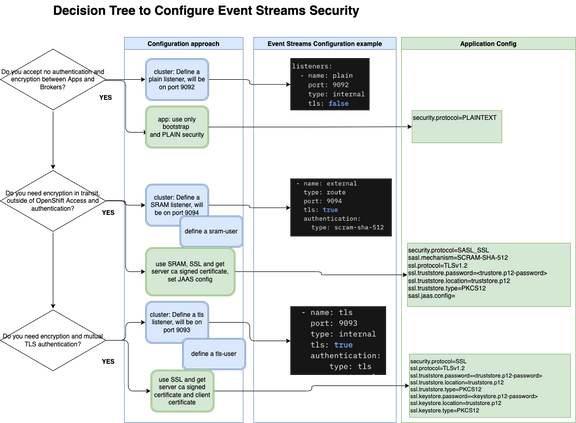 Decision Tree to Configure Event Streams Security
Configuration approach
Event Streams Configuration example
Application Config
Do you accept no authentication and
encryption between Apps and
Brokers?
YES
cluster: Define a
plain listener, will be
on port 9092
listeners:
- name: plain
port: 9092
type: internal
tls: false
app: use only
bootstrap
and PLAIN security
security.protocol=PLAINTEXT
Do you need encryption in transit,
outside of OpenShift Access and
authentication?
YES
cluster: Define a
SRAM listener, will be
on port 9094
define a sram-user
- name: external
port: 9094
type: route
tls: true
authentication:
type: scram-sha-512
use SRAM, SSL and get
server ca signed certificate,
set JAAS config
security.protocol=SASL_SSL
sasl.mechanism=SCRAM-SHA-512
ssl.protocol=TLSv1.2
ssl.truststore.password=<truststore.p12-password>
ssl.truststore.location=truststore.p12
ssl.truststore.type=PKCS12
sasl.jaas.config=
Do you need encryption and mutual
TLS authentication?
YES
cluster: Define a tls
listener, will be on port
9093
define a tls-user
- name: tls
port: 9093
type: internal
tls: true
authentication:
type: tls
use SSL and get
server ca signed
certificate and client
certificate
security.protocol=SSL
ssl.protocol=TLSv1.2
ssl.truststore.password=<truststore.p12-password>
ssl.truststore.location=truststore.p12
ssl.truststore.type=PKCS12
ssl.keystore.password=<keystore.p12-password>
ssl.keystore.location=truststore.p12
ssl.keystore.type=PKCS12